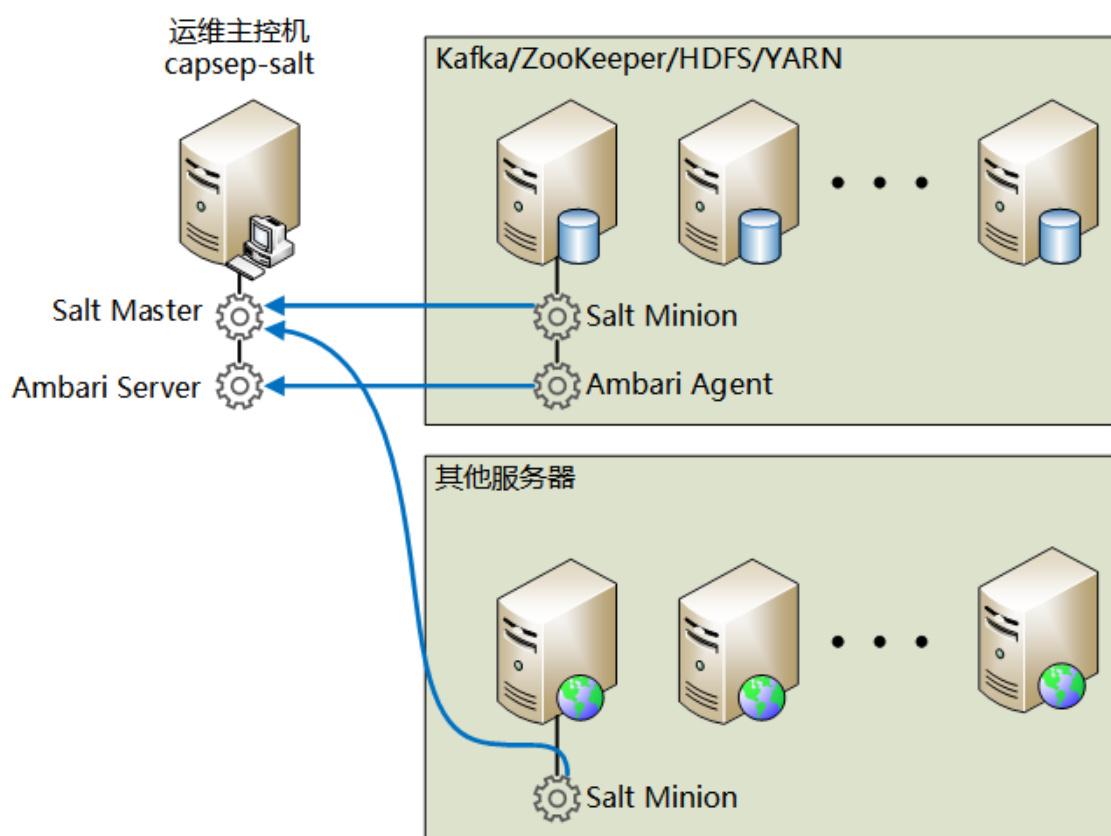 运维主控机
capsep-salt
Kafka/ZooKeeper/HDFS/YARN
Salt Master
Salt Minion
Ambari Server
Ambari Agent
其他服务器
Salt Minion